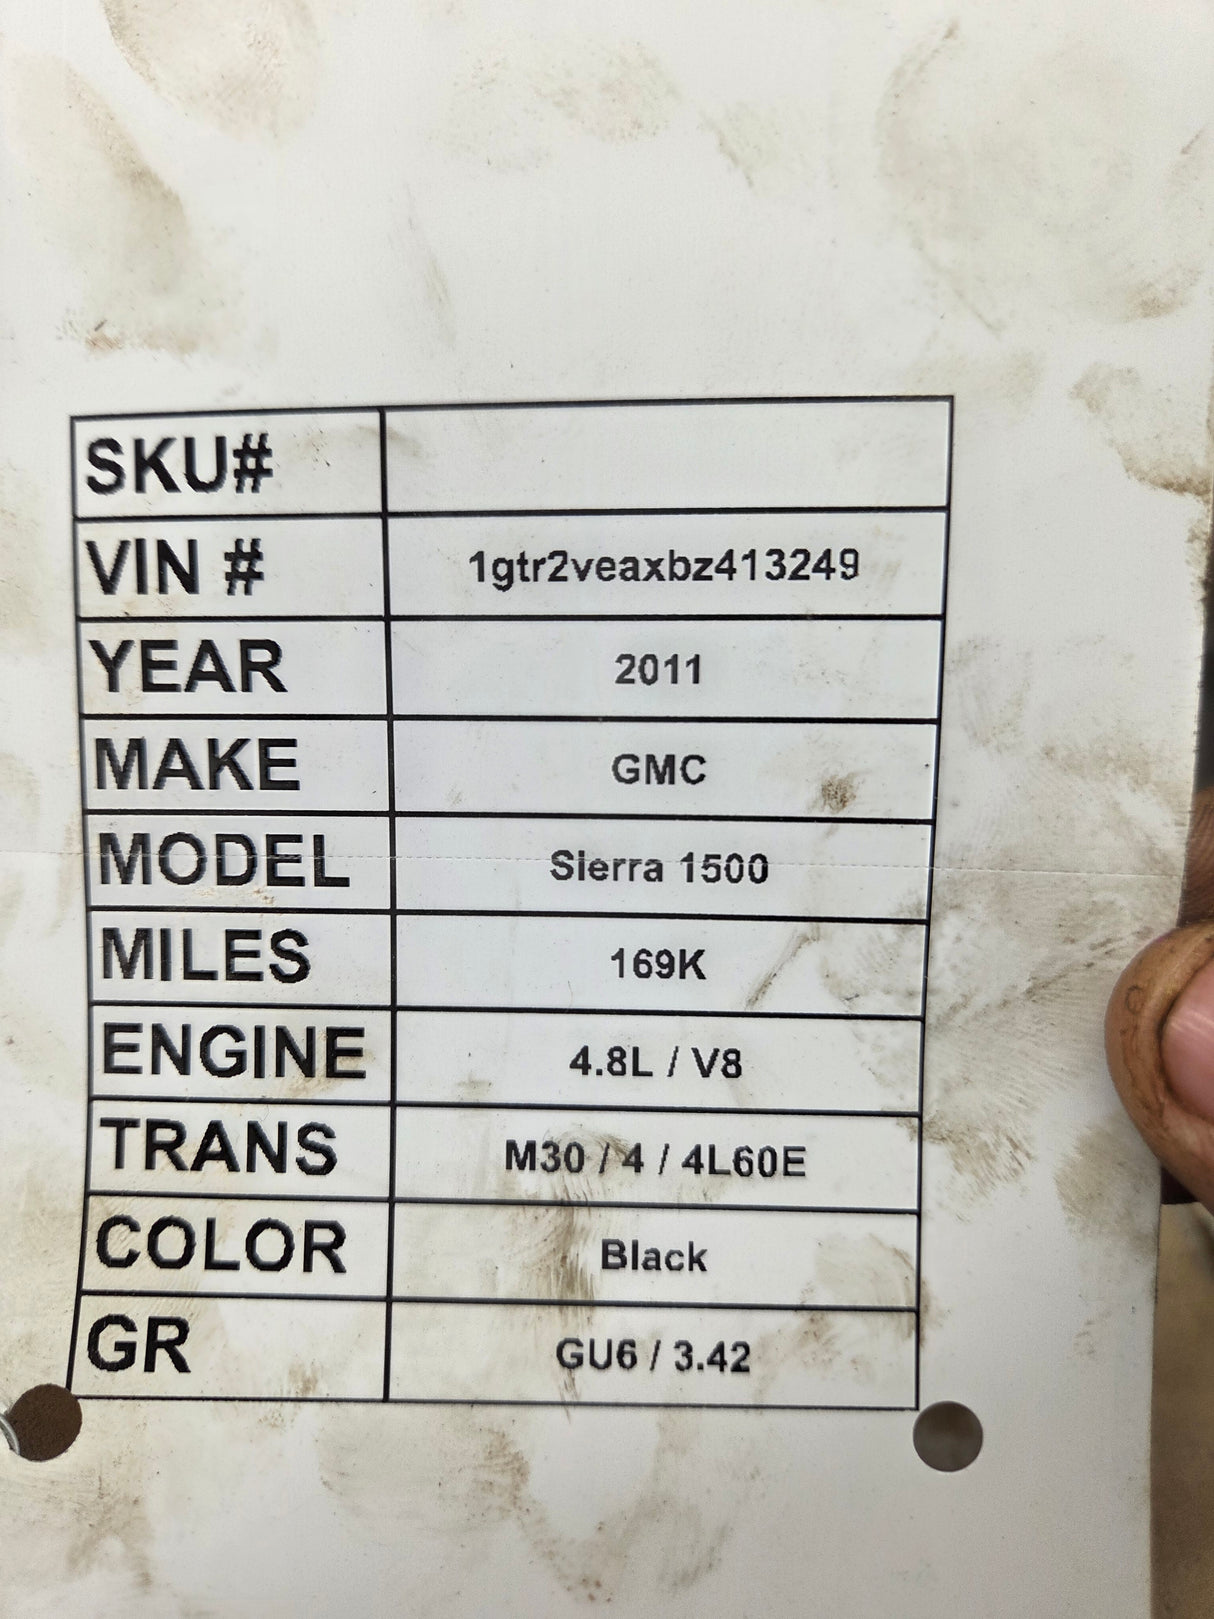 SKU#
VIN # 1gtr2veaxbz413249
YEAR 2011
MAKE GMC
MODEL Sierra 1500
MILES 169K
ENGINE 4.8L / V8
TRANS M30 / 4 / 4L60E
COLOR Black
GR GU6 / 3.42